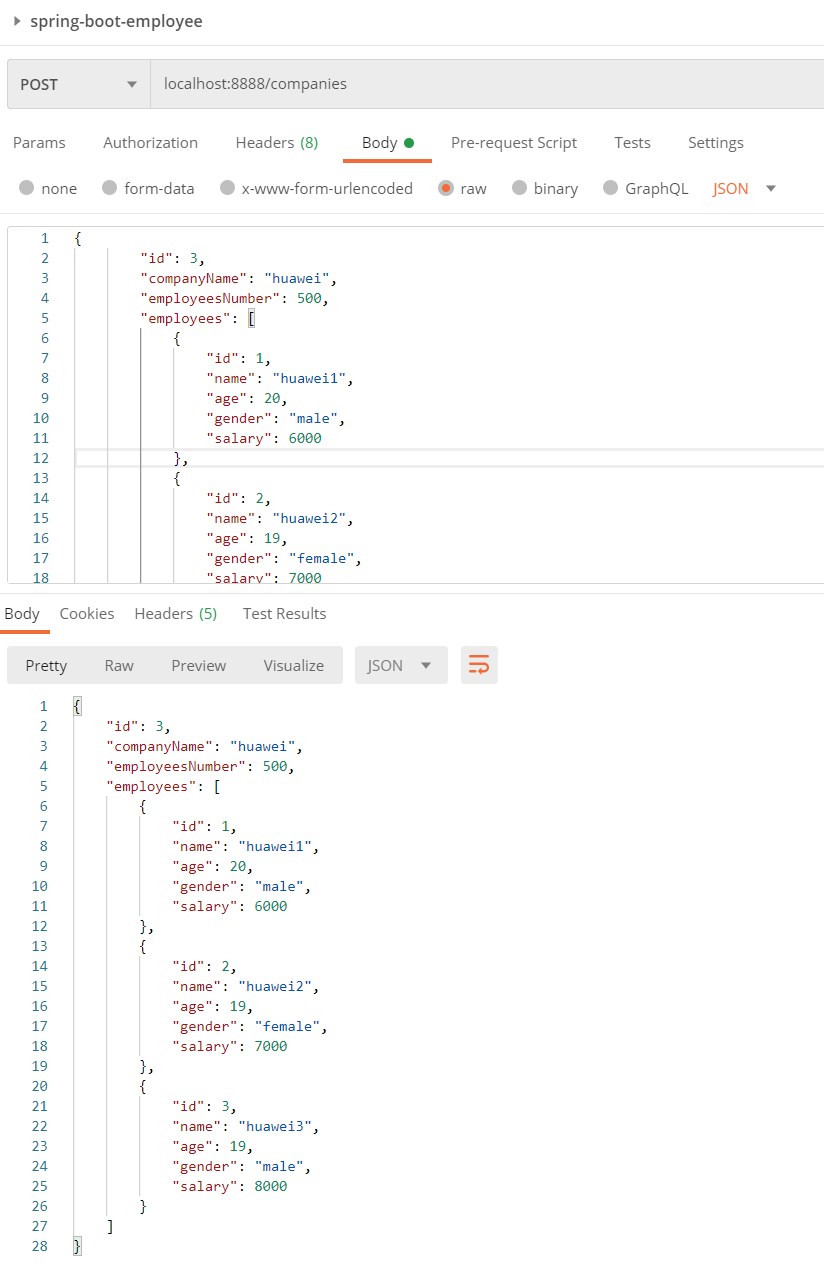 spring-boot-employee
POST localhost:8888/companies
Params Authorization Headers (8) Body Pre-request Script Tests Settings
none form-data x-www-form-urlencoded raw binary GraphQL JSON
1 {
2 "id": 3,
3 "companyName": "huawei",
4 "employeesNumber": 500,
5 "employees": [
6 {
7 "id": 1,
8 "name": "huawei1",
9 "age": 20,
10 "gender": "male",
11 "salary": 6000
12 },
13 {
14 "id": 2,
15 "name": "huawei2",
16 "age": 19,
17 "gender": "female",
18 "salary": 7000
Body Cookies Headers (5) Test Results
Pretty Raw Preview Visualize JSON
1 {
2 "id": 3,
3 "companyName": "huawei",
4 "employeesNumber": 500,
5 "employees": [
6 {
7 "id": 1,
8 "name": "huawei1",
9 "age": 20,
10 "gender": "male",
11 "salary": 6000
12 },
13 {
14 "id": 2,
15 "name": "huawei2",
16 "age": 19,
17 "gender": "female",
18 "salary": 7000
19 },
20 {
21 "id": 3,
22 "name": "huawei3",
23 "age": 19,
24 "gender": "male",
25 "salary": 8000
26 }
27 ]
28 }